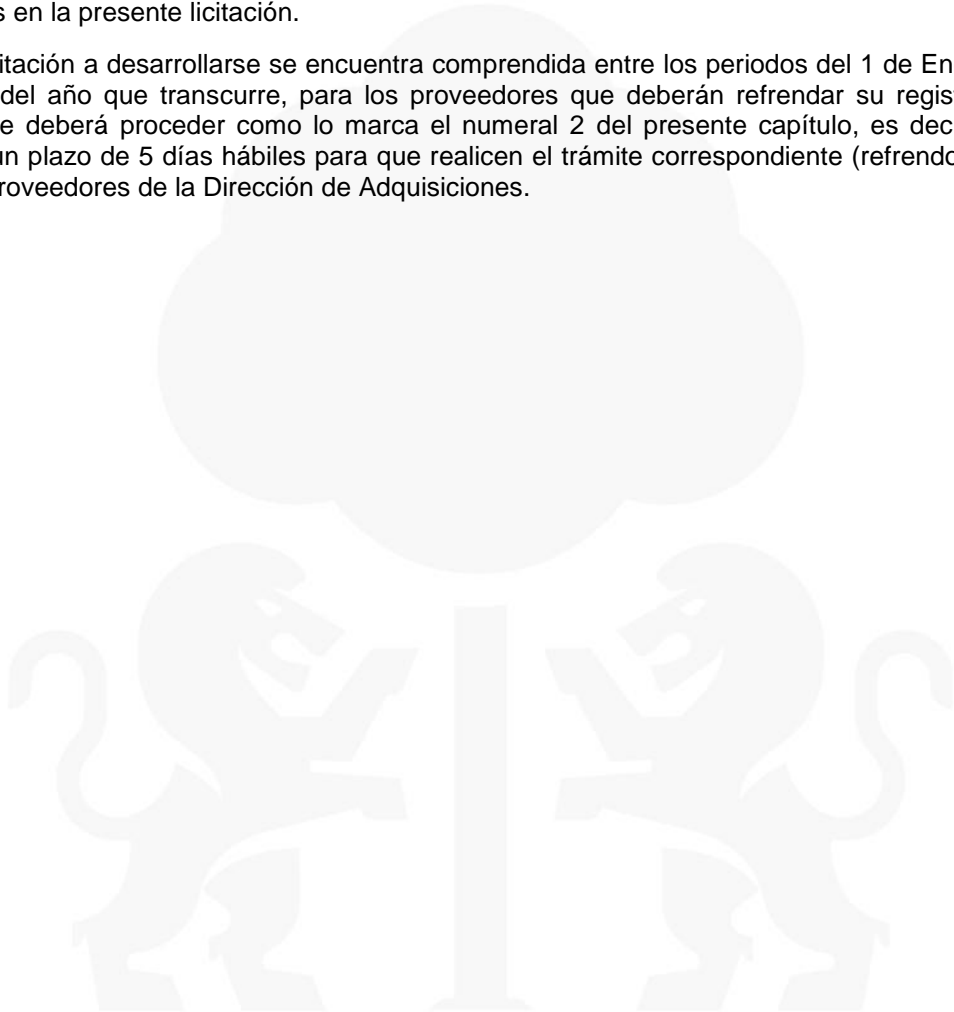 s en la presente licitación.
itación a desarrollarse se encuentra comprendida entre los periodos del 1 de En
del año que transcurre, para los proveedores que deberán refrendar su regist
e deberá proceder como lo marca el numeral 2 del presente capítulo, es dec
un plazo de 5 días hábiles para que realicen el trámite correspondiente (refrendo
roveedores de la Dirección de Adquisiciones.